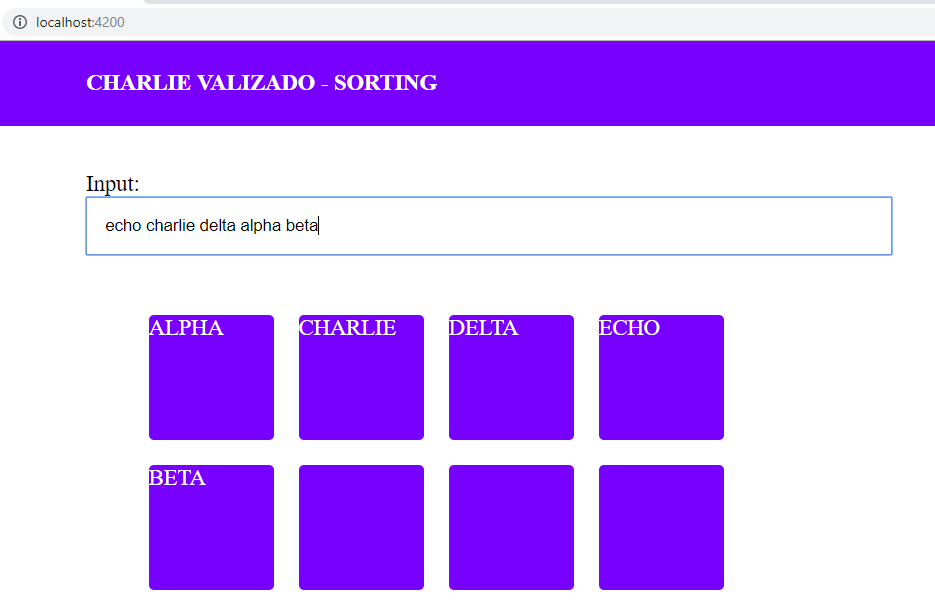 localhost:4200
CHARLIE VALIZADO - SORTING
Input:
echo charlie delta alpha beta
ALPHA CHARLIE DELTA ECHO
BETA